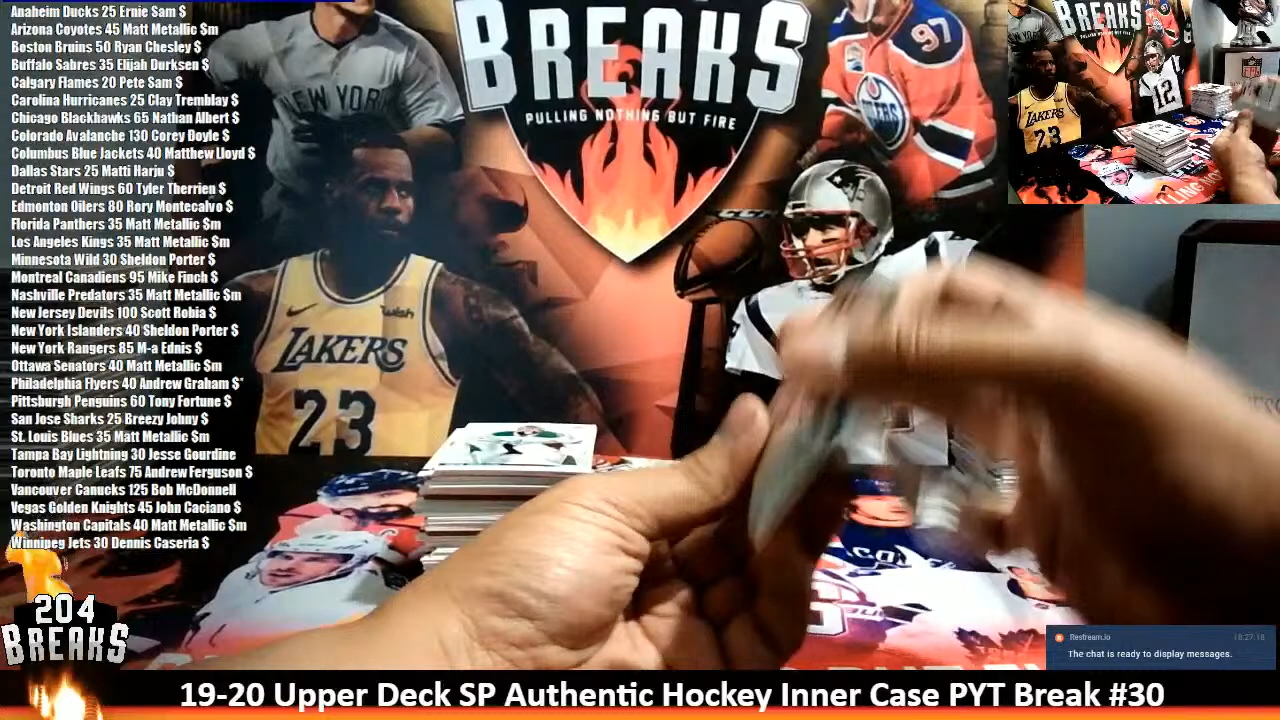 Anaheim Ducks 25 Ernie Sam $
Arizona Coyotes 45 Matt Metallic $m
Boston Bruins 50 Ryan Chesley $
Buffalo Sabres 35 Elijah Durksen $
Calgary Flames 20 Pete Sam $
Carolina Hurricanes 25 Clay Tremblay $
Chicago Blackhawks 65 Nathan Albert $
Colorado Avalanche 130 Corey Doyle $
Columbus Blue Jackets 40 Matthew Lloyd $
Dallas Stars 25 Matti Harju $
Detroit Red Wings 60 Tyler Therrien $
Edmonton Oilers 80 Rory Montecalvo $
Florida Panthers 35 Matt Metallic $m
Los Angeles Kings 35 Matt Metallic $m
Minnesota Wild 30 Sheldon Porter $
Montreal Canadiens 95 Mike Finch $
Nashville Predators 35 Matt Metallic $m
New Jersey Devils 100 Scott Robia $
New York Islanders 40 Sheldon Porter $
New York Rangers 85 M-a Ednis $
Ottawa Senators 40 Matt Metallic $m
Philadelphia Flyers 40 Andrew Graham $*
Pittsburgh Penguins 60 Tony Fortune $
San Jose Sharks 25 Breezy Johny $
St. Louis Blues 35 Matt Metallic $m
Tampa Bay Lightning 30 Jesse Gourdine
Toronto Maple Leafs 75 Andrew Ferguson $
Vancouver Canucks 125 Bob McDonnell
Vegas Golden Knights 45 John Caciano $
Washington Capitals 40 Matt Metallic $m
Winnipeg Jets 30 Dennis Caseria $
BREAKS
PULLING NOTHING BUT FIRE
NEW YORK
97
OILERS
wish
LAKERS
23
BREAKS
PULLING NOTHING BUT FIRE
LAKERS
23
12
204
BREAKS
Restream.io
18:27:18
The chat is ready to display messages.
19-20 Upper Deck SP Authentic Hockey Inner Case PYT Break #30